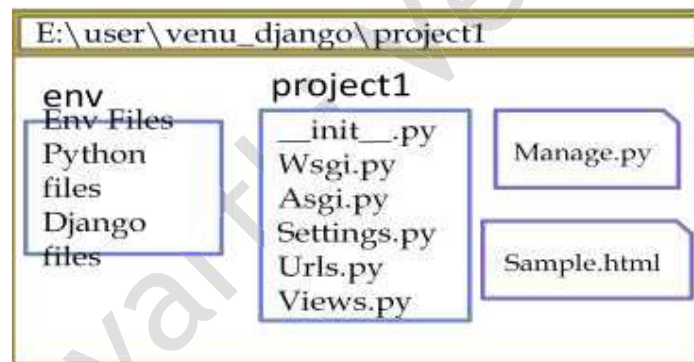 E:\user\venu_django\project1
env
Env Files
Python
files
Django
files
project1
__init__.py
Wsgi.py
Asgi.py
Settings.py
Urls.py
Views.py
Manage.py
Sample.html